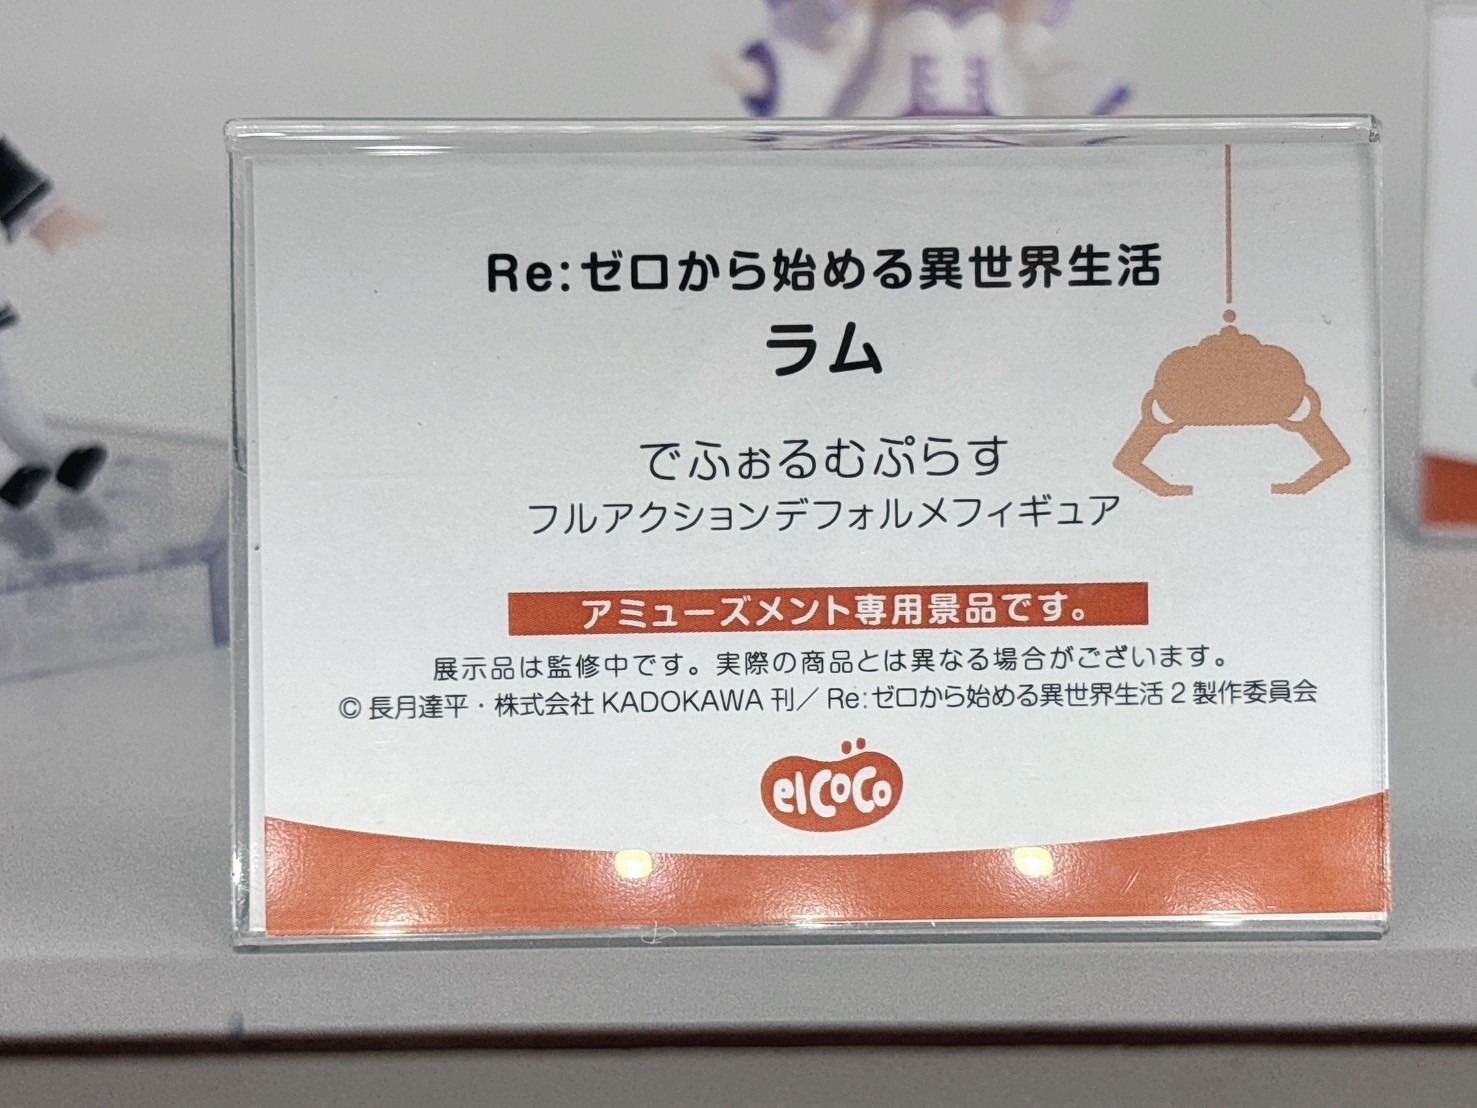 Re:ゼロから始める異世界生活
ラム
でふぉるむぷらす
フルアクションデフォルメフィギュア
アミューズメント専用景品です。
展示品は監修中です。実際の商品とは異なる場合がございます。
© 長月達平・株式会社 KADOKAWA 刊／ Re:ゼロから始める異世界生活 2 製作委員会
elcoco